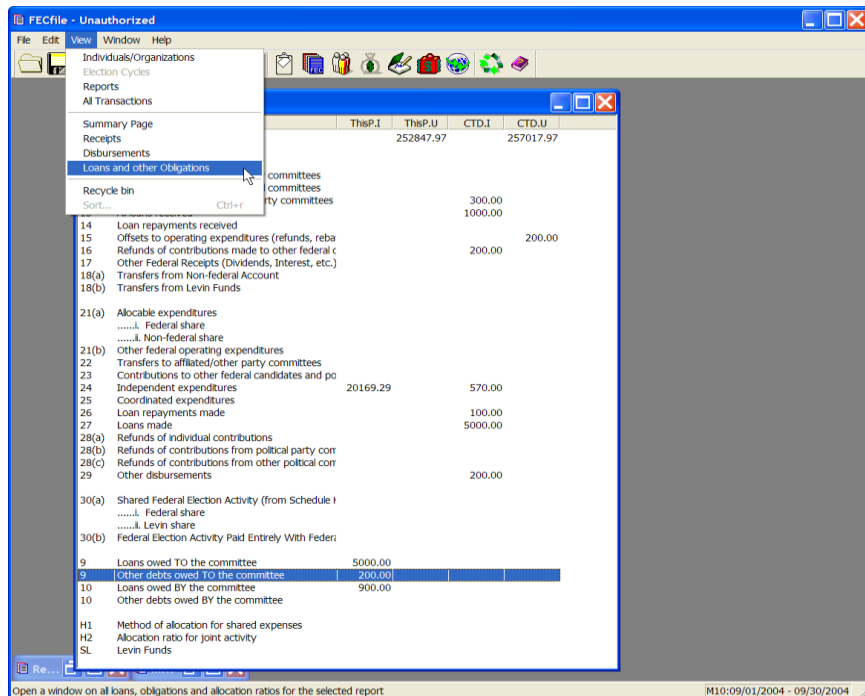 FECfile - Unauthorized
File Edit View Window Help
Individuals/Organizations
Election Cycles
Reports
All Transactions
Summary Page
Receipts
Disbursements
Loans and other Obligations
Recycle bin
Sort... Ctrl+r
ThisP.I ThisP.U CTD.I CTD.U
252847.97 257017.97
committees
committees
party committees 300.00
1000.00
14 Loan repayments received
15 Offsets to operating expenditures (refunds, reba 200.00
16 Refunds of contributions made to other federal c 200.00
17 Other Federal Receipts (Dividends, Interest, etc.)
18(a) Transfers from Non-federal Account
18(b) Transfers from Levin Funds
21(a) Allocable expenditures
......i. Federal share
......ii. Non-federal share
21(b) Other federal operating expenditures
22 Transfers to affiliated/other party committees
23 Contributions to other federal candidates and po
24 Independent expenditures 20169.29 570.00
25 Coordinated expenditures
26 Loan repayments made 100.00
27 Loans made 5000.00
28(a) Refunds of individual contributions
28(b) Refunds of contributions from political party com
28(c) Refunds of contributions from other political com
29 Other disbursements 200.00
30(a) Shared Federal Election Activity (from Schedule H
......i. Federal share
......ii. Levin share
30(b) Federal Election Activity Paid Entirely With Federa
9 Loans owed TO the committee 5000.00
9 Other debts owed TO the committee 200.00
10 Loans owed BY the committee 900.00
10 Other debts owed BY the committee
H1 Method of allocation for shared expenses
H2 Allocation ratio for joint activity
SL Levin Funds
Re...
Open a window on all loans, obligations and allocation ratios for the selected report M10:09/01/2004 - 09/30/2004